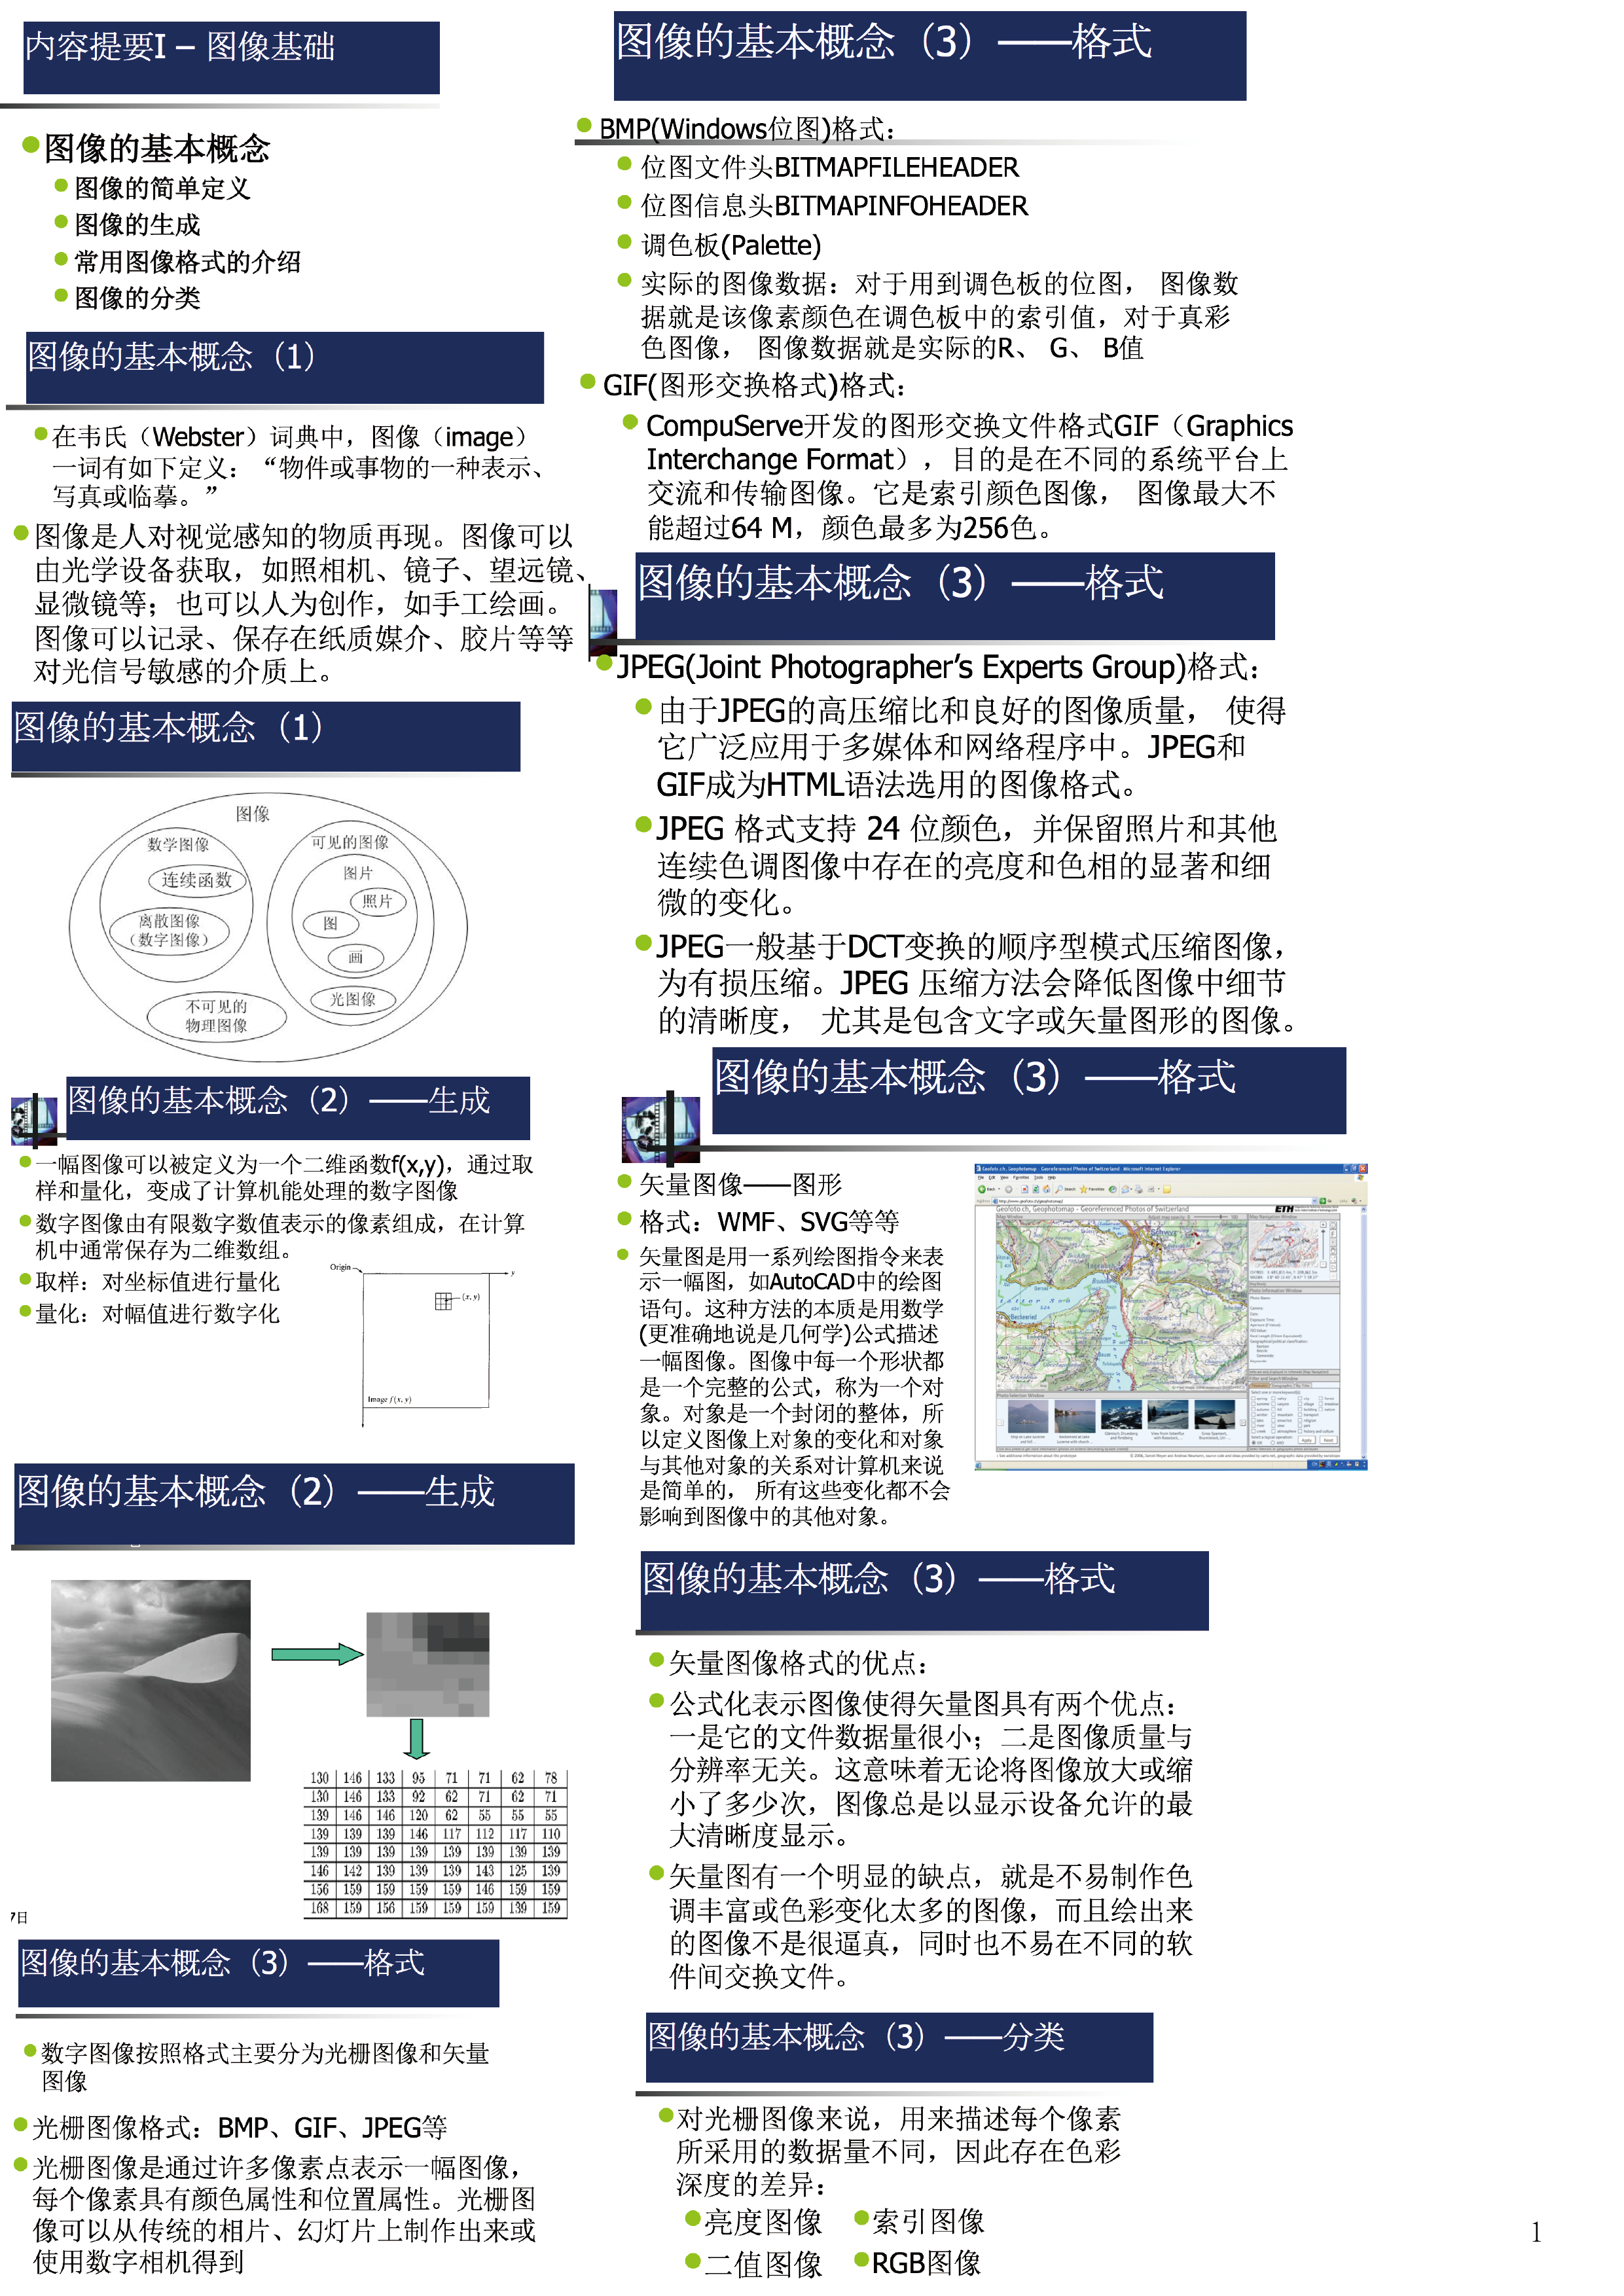 内容提要I – 图像基础
图像的基本概念
图像的简单定义
图像的生成
常用图像格式的介绍
图像的分类
图像的基本概念（1）
在韦氏（Webster）词典中，图像（image）
一词有如下定义：“物件或事物的一种表示、
写真或临摹。”
图像是人对视觉感知的物质再现。图像可以
由光学设备获取，如照相机、镜子、望远镜、
显微镜等；也可以人为创作，如手工绘画。
图像可以记录、保存在纸质媒介、胶片等等
对光信号敏感的介质上。
图像的基本概念（1）
图像
数学图像
可见的图像
连续函数
图片
照片
离散图像
（数字图像）
图
画
不可见的
物理图像
光图像
图像的基本概念（2）——生成
一幅图像可以被定义为一个二维函数f(x,y)，通过取
样和量化，变成了计算机能处理的数字图像
数字图像由有限数字数值表示的像素组成，在计算
机中通常保存为二维数组。
取样：对坐标值进行量化
量化：对幅值进行数字化
Origin
y
(x, y)
Image f(x, y)
图像的基本概念（2）——生成
130 146 133 95 71 71 62 78
130 146 133 92 62 71 62 71
139 146 146 120 62 55 55 55
139 139 139 146 117 112 117 110
139 139 139 139 139 139 139 139
146 142 139 139 139 143 125 139
156 159 159 159 159 146 159 159
168 159 156 159 159 159 139 159
7日
图像的基本概念（3）——格式
数字图像按照格式主要分为光栅图像和矢量
图像
光栅图像格式：BMP、GIF、JPEG等
光栅图像是通过许多像素点表示一幅图像，
每个像素具有颜色属性和位置属性。光栅图
像可以从传统的相片、幻灯片上制作出来或
使用数字相机得到
图像的基本概念（3）——格式
BMP(Windows位图)格式：
位图文件头BITMAPFILEHEADER
位图信息头BITMAPINFOHEADER
调色板(Palette)
实际的图像数据：对于用到调色板的位图， 图像数
据就是该像素颜色在调色板中的索引值，对于真彩
色图像， 图像数据就是实际的R、 G、 B值
GIF(图形交换格式)格式：
CompuServe开发的图形交换文件格式GIF（Graphics
Interchange Format），目的是在不同的系统平台上
交流和传输图像。它是索引颜色图像， 图像最大不
能超过64 M，颜色最多为256色。
图像的基本概念（3）——格式
JPEG(Joint Photographer’s Experts Group)格式：
由于JPEG的高压缩比和良好的图像质量， 使得
它广泛应用于多媒体和网络程序中。JPEG和
GIF成为HTML语法选用的图像格式。
JPEG 格式支持 24 位颜色，并保留照片和其他
连续色调图像中存在的亮度和色相的显著和细
微的变化。
JPEG一般基于DCT变换的顺序型模式压缩图像，
为有损压缩。JPEG 压缩方法会降低图像中细节
的清晰度， 尤其是包含文字或矢量图形的图像。
图像的基本概念（3）——格式
矢量图像——图形
格式：WMF、SVG等等
矢量图是用一系列绘图指令来表
示一幅图，如AutoCAD中的绘图
语句。这种方法的本质是用数学
(更准确地说是几何学)公式描述
一幅图像。图像中每一个形状都
是一个完整的公式，称为一个对
象。对象是一个封闭的整体，所
以定义图像上对象的变化和对象
与其他对象的关系对计算机来说
是简单的， 所有这些变化都不会
影响到图像中的其他对象。
Geofoto.ch, Geophotomap - Georeferenced Photos of Switzerland - Microsoft Internet Explorer
Geofoto.ch, Geophotomap - Georeferenced Photos of Switzerland
ETH
图像的基本概念（3）——格式
矢量图像格式的优点：
公式化表示图像使得矢量图具有两个优点：
一是它的文件数据量很小；二是图像质量与
分辨率无关。这意味着无论将图像放大或缩
小了多少次，图像总是以显示设备允许的最
大清晰度显示。
矢量图有一个明显的缺点，就是不易制作色
调丰富或色彩变化太多的图像，而且绘出来
的图像不是很逼真，同时也不易在不同的软
件间交换文件。
图像的基本概念（3）——分类
对光栅图像来说，用来描述每个像素
所采用的数据量不同，因此存在色彩
深度的差异：
亮度图像 索引图像
二值图像 RGB图像
1